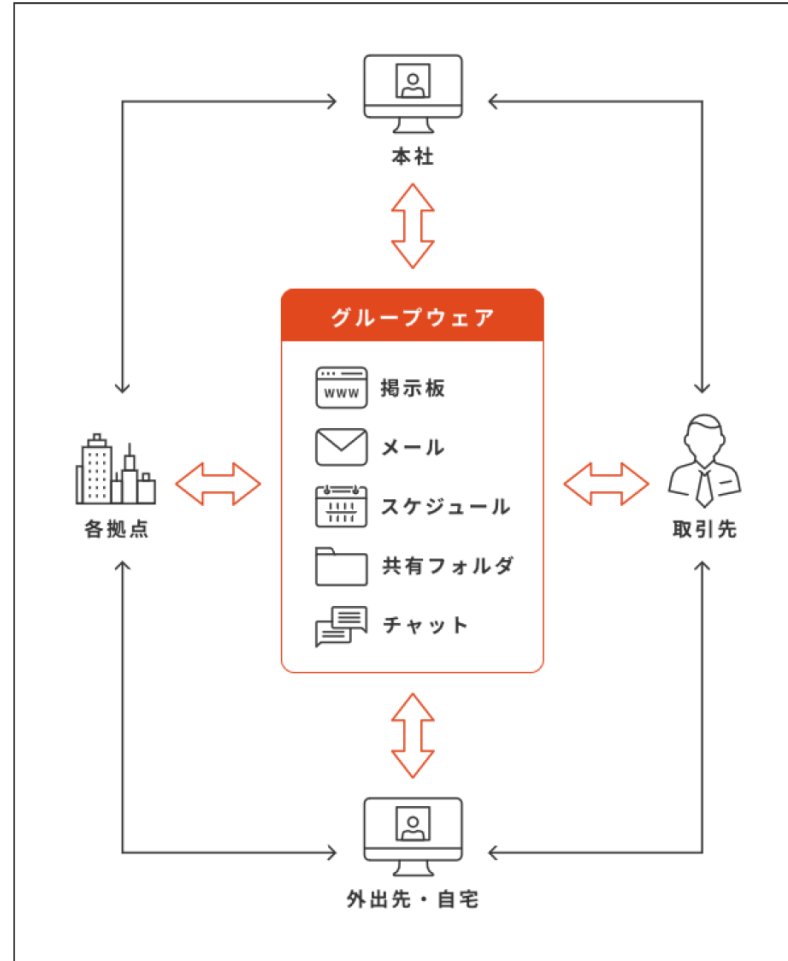 本社
グループウェア
www
掲示板
メール
スケジュール
共有フォルダ
チャット
各拠点
取引先
外出先・自宅